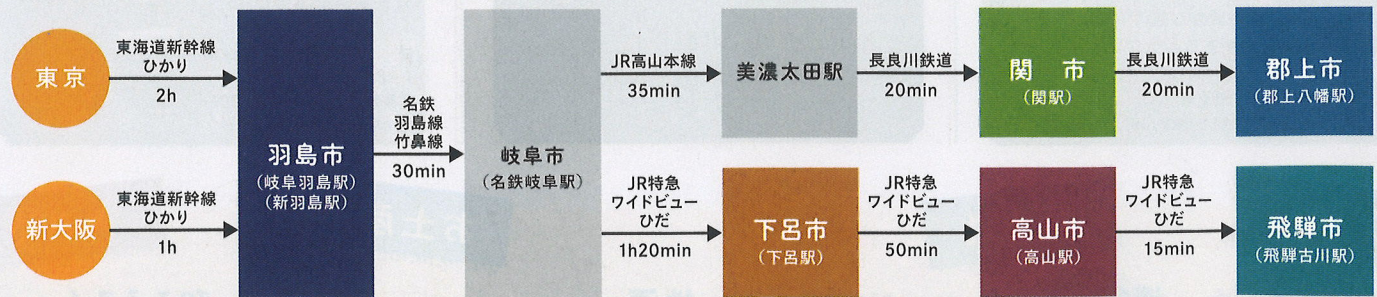 東京
東海道新幹線
ひかり
2h
新大阪
東海道新幹線
ひかり
1h
羽島市
(岐阜羽島駅)
(新羽島駅)
名鉄
羽島線
竹鼻線
30min
岐阜市
(名鉄岐阜駅)
JR高山本線
35min
美濃太田駅
長良川鉄道
20min
関 市
(関駅)
長良川鉄道
20min
郡上市
(郡上八幡駅)
JR特急
ワイドビュー
ひだ
1h20min
下呂市
(下呂駅)
JR特急
ワイドビュー
ひだ
50min
高山市
(高山駅)
JR特急
ワイドビュー
ひだ
15min
飛騨市
(飛騨古川駅)